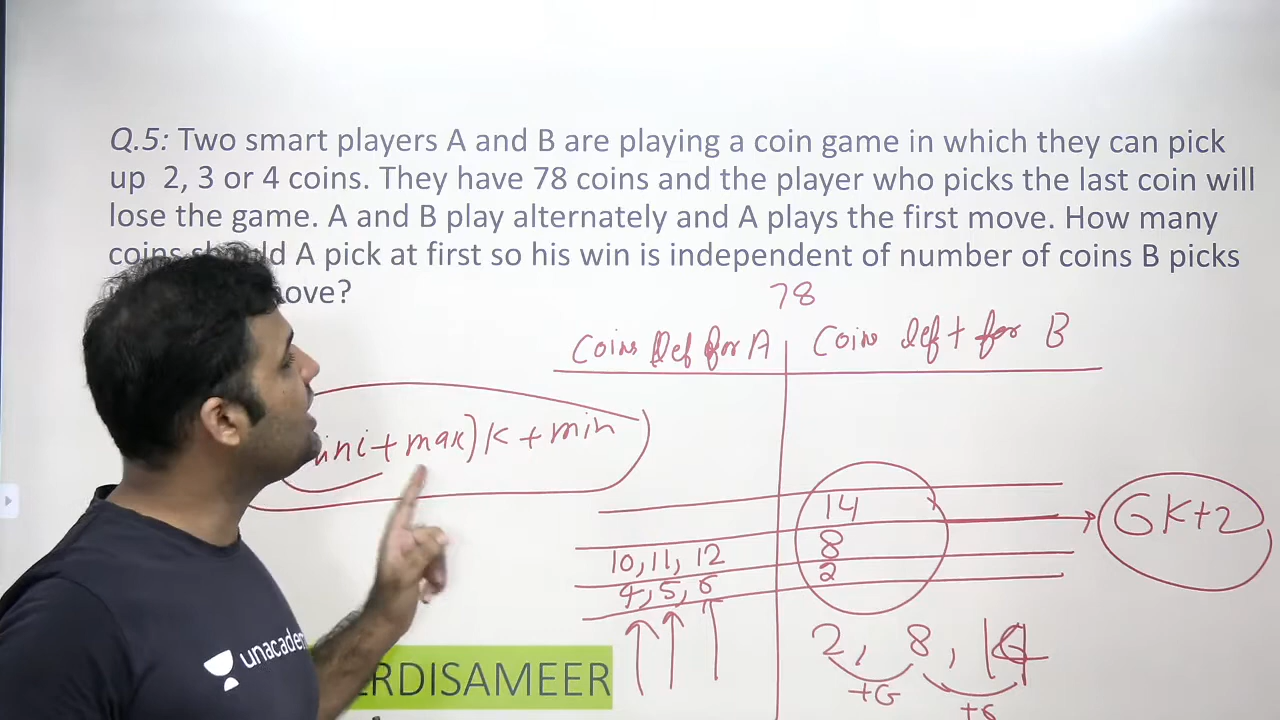 Q.5: Two smart players A and B are playing a coin game in which they can pick
up 2, 3 or 4 coins. They have 78 coins and the player who picks the last coin will
lose the game. A and B play alternately and A plays the first move. How many
coins should A pick at first so his win is independent of number of coins B picks
ove?
78
Coins Lef for A Coins left for B
ini+max)K+min
14
6K+2
10, 11, 12 8
4, 5, 6 2
2, 8, 14
+6 +6
unacade
ERDISAMEER